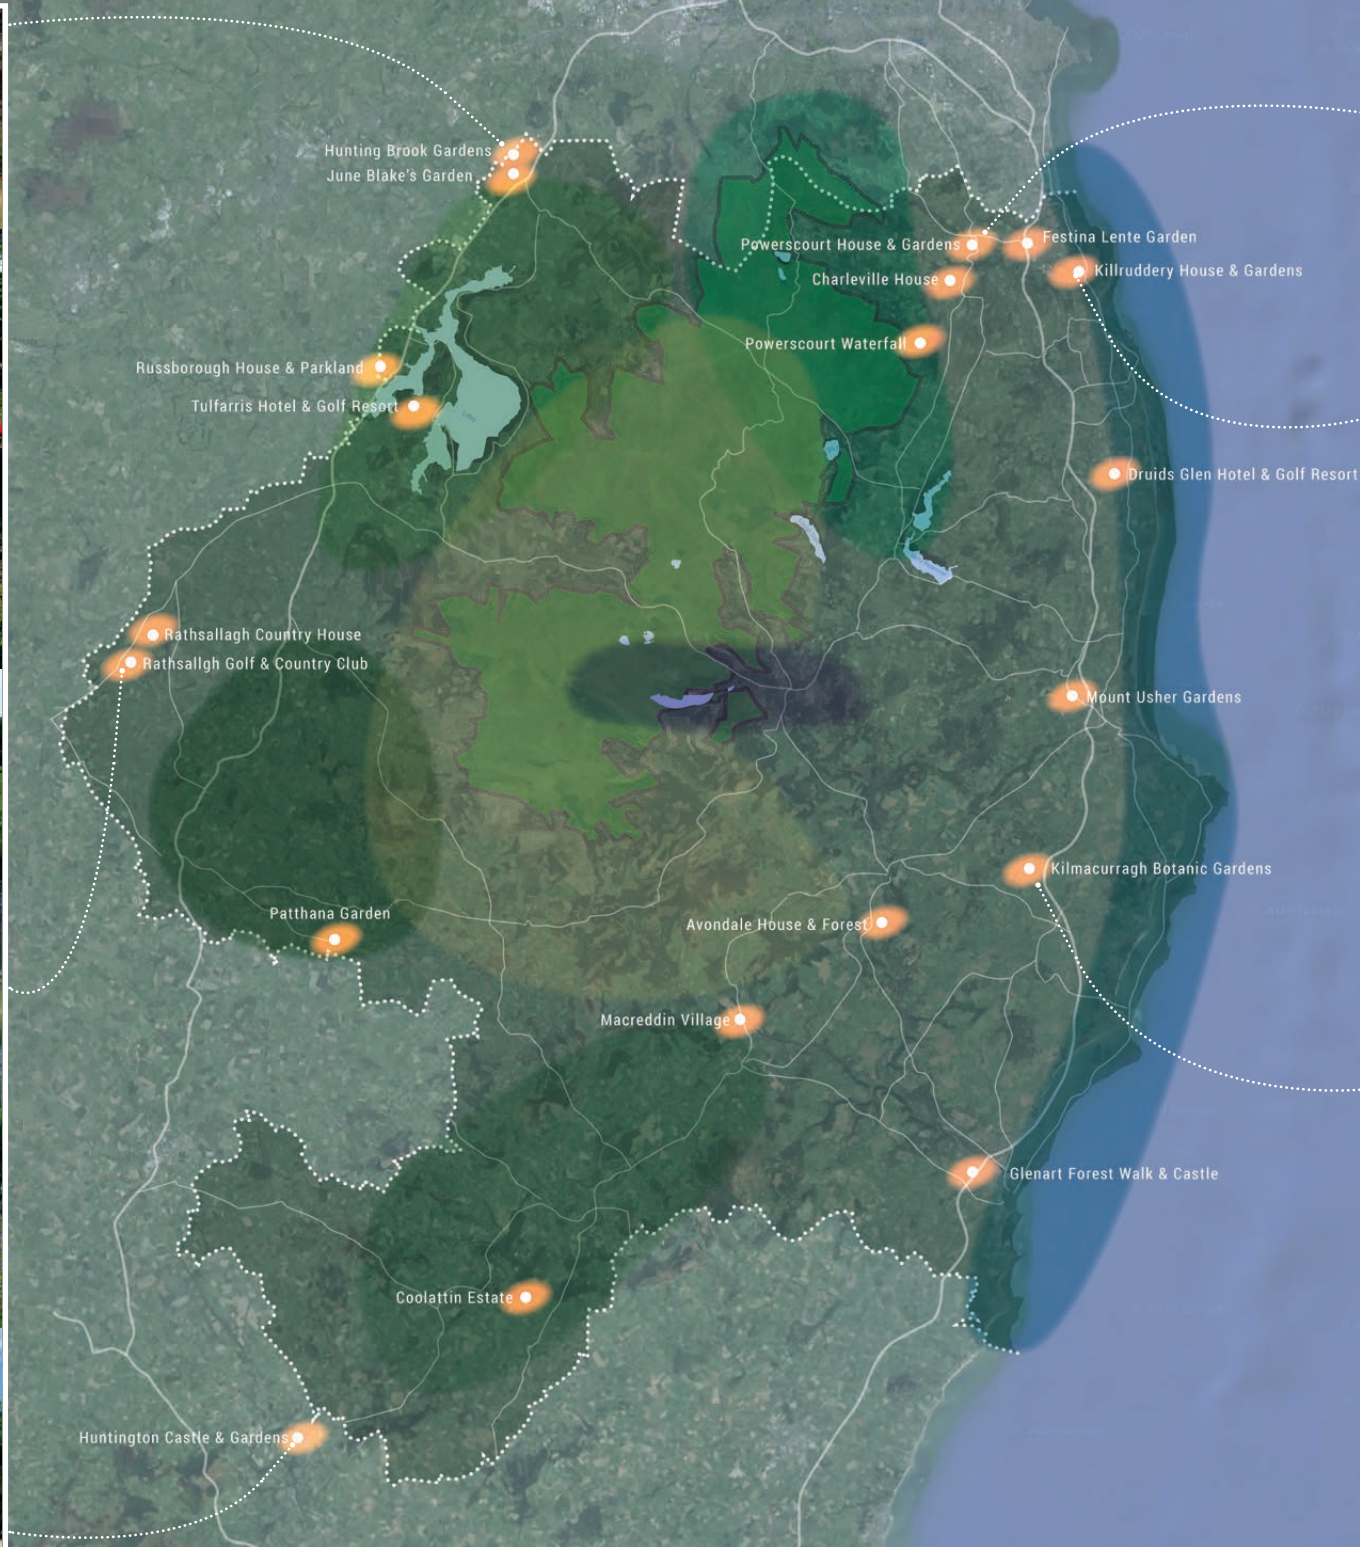 Hunting Brook Gardens
June Blake's Garden
Powerscourt House & Gardens
Festina Lente Garden
Killruddery House & Gardens
Charleville House
Powerscourt Waterfall
Russborough House & Parkland
Tulfarris Hotel & Golf Resort
Druids Glen Hotel & Golf Resort
Rathsallagh Country House
Rathsallgh Golf & Country Club
Mount Usher Gardens
Kilmacurragh Botanic Gardens
Patthana Garden
Avondale House & Forest
Macreddin Village
Glenart Forest Walk & Castle
Coolattin Estate
Huntington Castle & Gardens